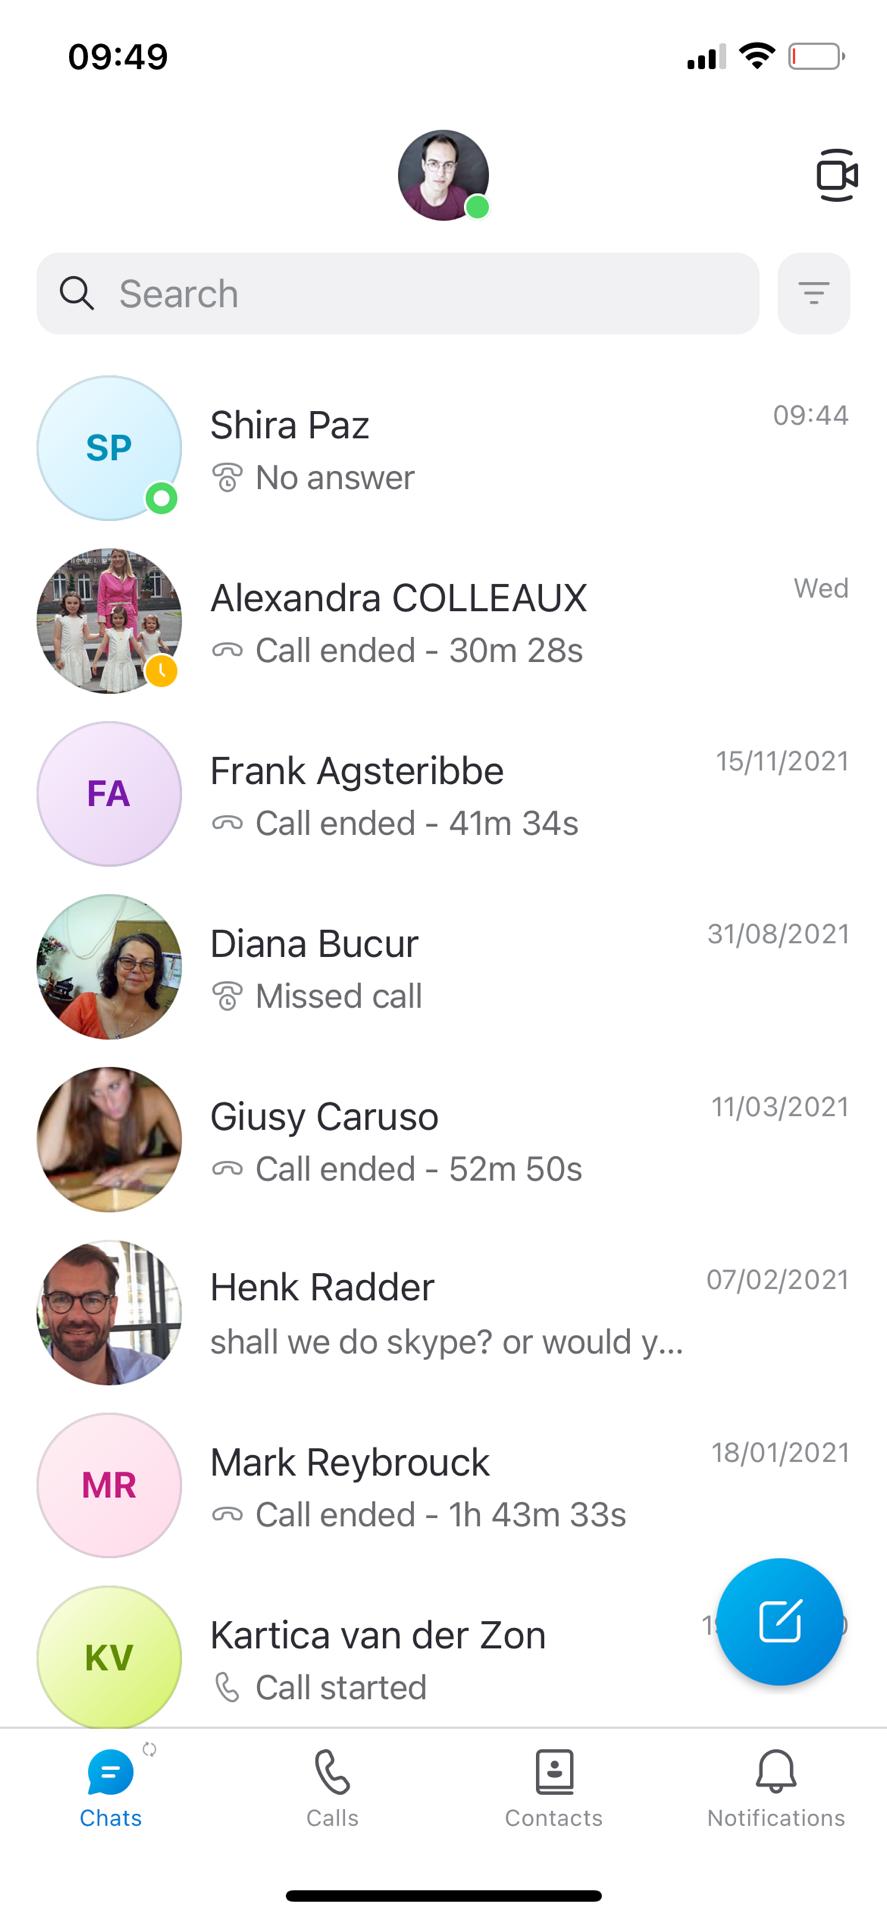 09:49
Search
SP
Shira Paz
09:44
No answer
Alexandra COLLEAUX
Wed
Call ended - 30m 28s
FA
Frank Agsteribbe
15/11/2021
Call ended - 41m 34s
Diana Bucur
31/08/2021
Missed call
Giusy Caruso
11/03/2021
Call ended - 52m 50s
Henk Radder
07/02/2021
shall we do skype? or would y...
MR
Mark Reybrouck
18/01/2021
Call ended - 1h 43m 33s
KV
Kartica van der Zon
Call started
Chats
Calls
Contacts
Notifications